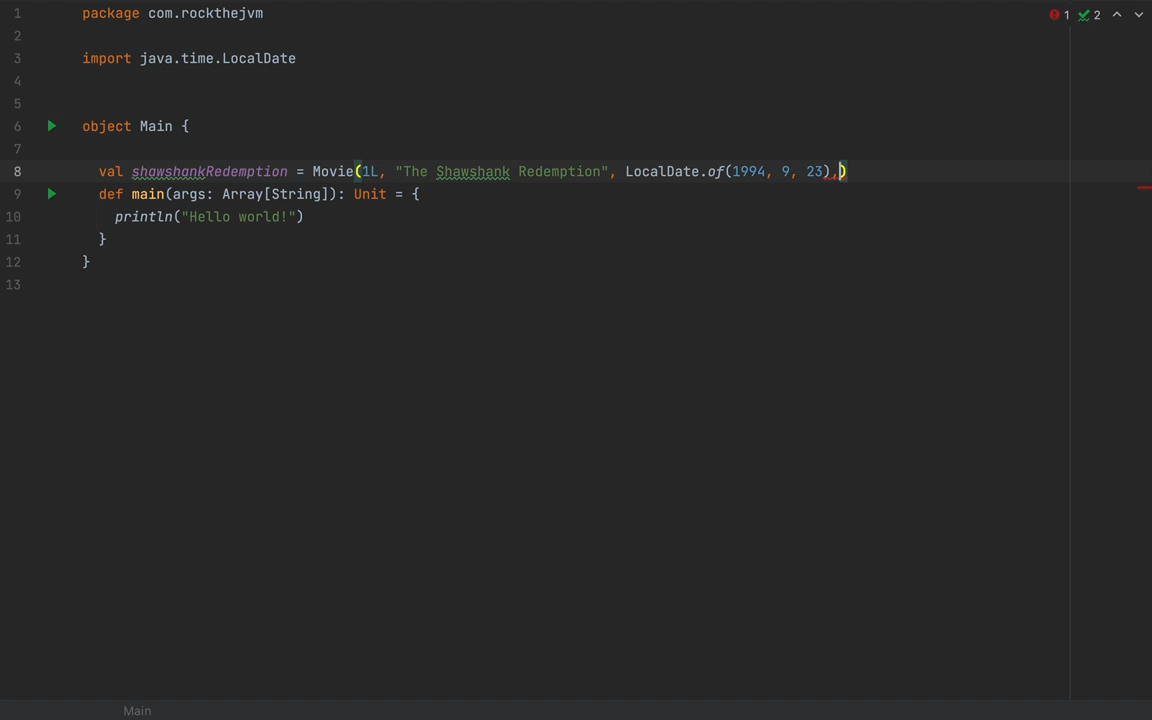 1 package com.rockthejvm
2
3 import java.time.LocalDate
4
5
6 object Main {
7
8 val shawshankRedemption = Movie(1L, "The Shawshank Redemption", LocalDate.of(1994, 9, 23),)
9 def main(args: Array[String]): Unit = {
10 println("Hello world!")
11 }
12 }
13
1 2
Main